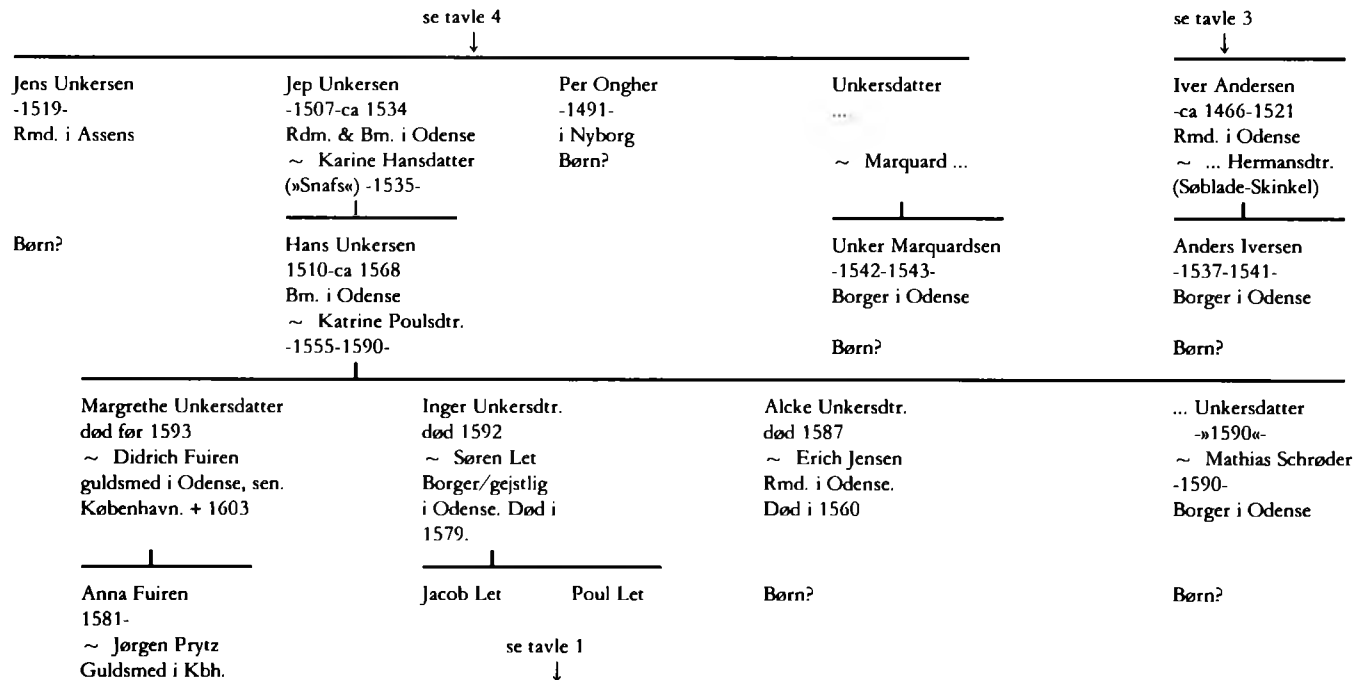 se tavle 4
↓
se tavle 3
↓
Jens Unkersen
-1519-
Rmd. i Assens
Jep Unkersen
-1507-ca 1534
Rdm. & Bm. i Odense
~ Karine Hansdatter
(»Snafs«) -1535-
Per Ongher
-1491-
i Nyborg
Børn?
Unkersdatter
...
~ Marquard ...
Iver Andersen
-ca 1466-1521
Rmd. i Odense
~ ... Hermansdtr.
(Søblade-Skinkel)
Børn?
Hans Unkersen
1510-ca 1568
Bm. i Odense
~ Katrine Poulsdtr.
-1555-1590-
Unker Marquardsen
-1542-1543-
Borger i Odense
Børn?
Anders Iversen
-1537-1541-
Borger i Odense
Børn?
Margrethe Unkersdatter
død før 1593
~ Didrich Fuiren
guldsmed i Odense, sen.
København. + 1603
Inger Unkersdtr.
død 1592
~ Søren Let
Borger/gejstlig
i Odense. Død i
1579.
Alcke Unkersdtr.
død 1587
~ Erich Jensen
Rmd. i Odense.
Død i 1560
... Unkersdatter
-»1590«-
~ Mathias Schrøder
-1590-
Borger i Odense
Anna Fuiren
1581-
~ Jørgen Prytz
Guldsmed i Kbh.
Jacob Let
Poul Let
Børn?
Børn?
se tavle 1
↓